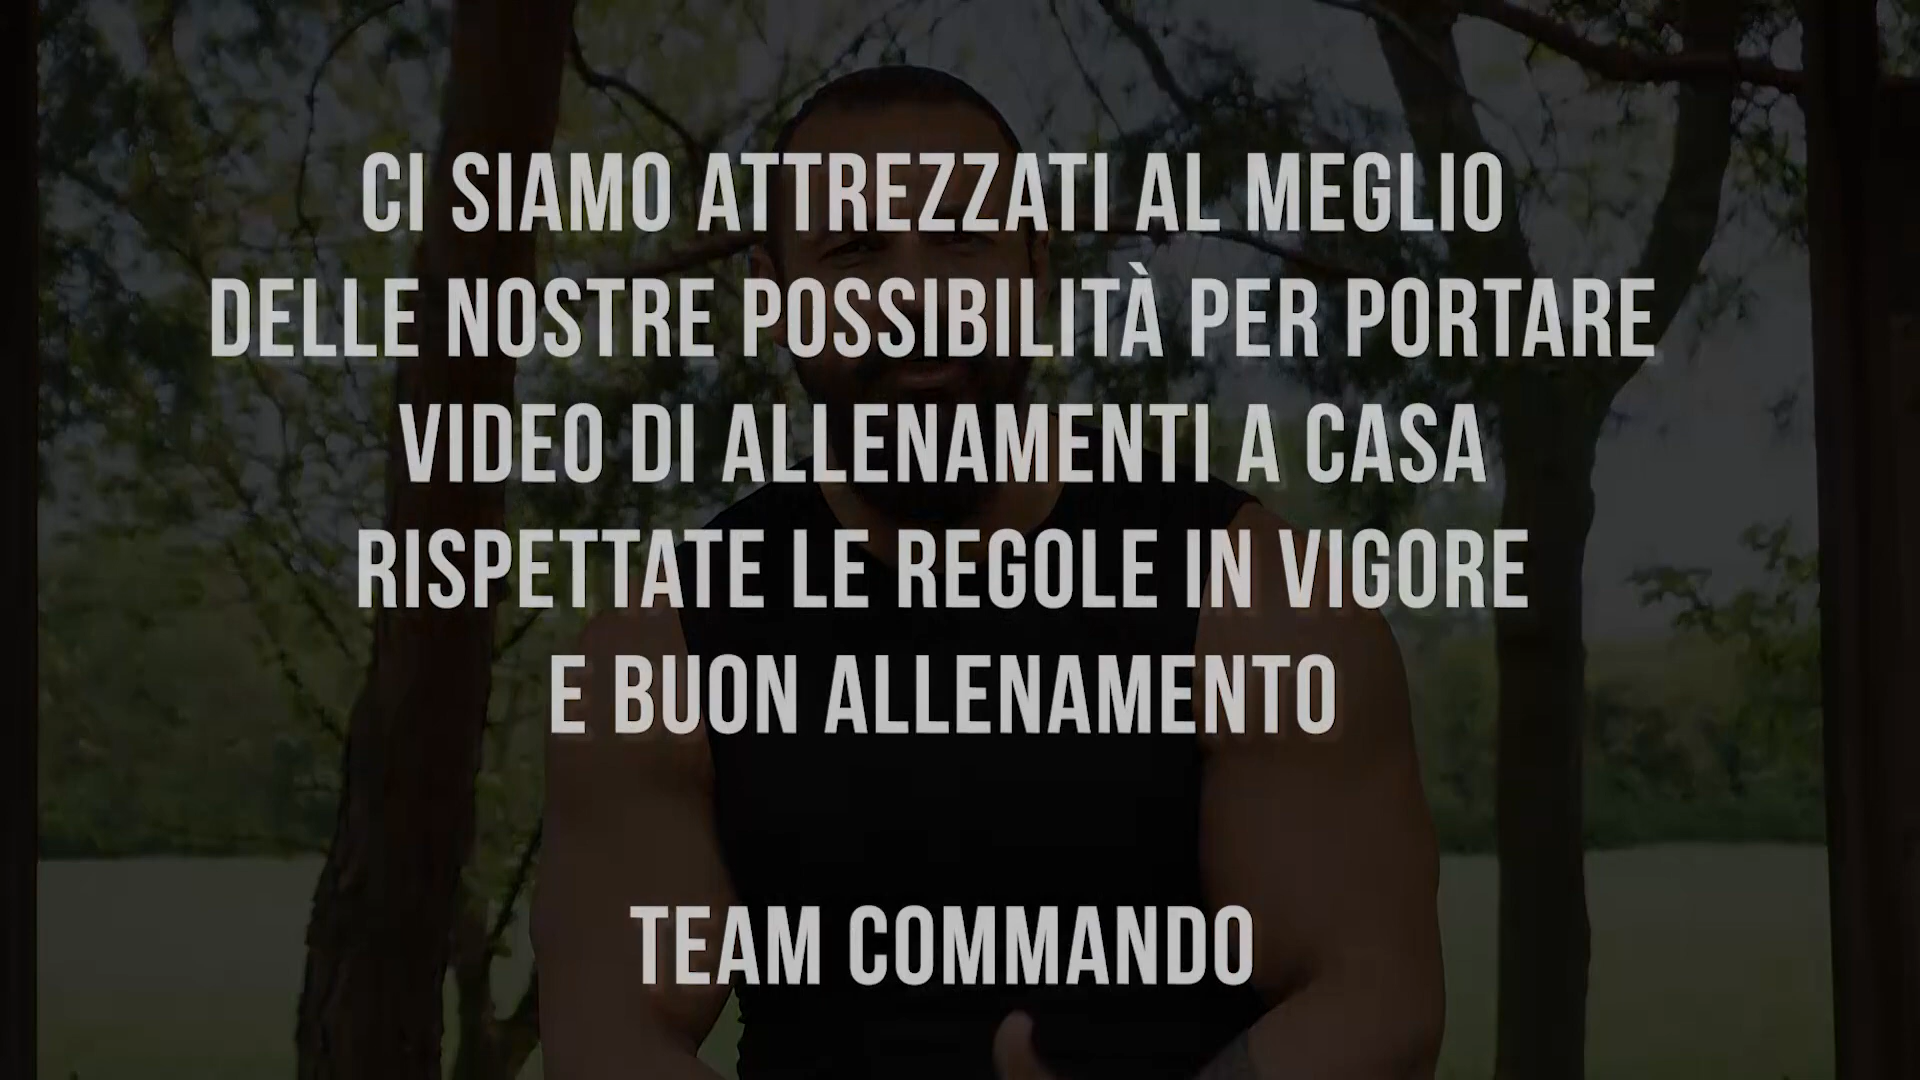 CI SIAMO ATTREZZATI AL MEGLIO
DELLE NOSTRE POSSIBILITÀ PER PORTARE
VIDEO DI ALLENAMENTI A CASA
RISPETTATE LE REGOLE IN VIGORE
E BUON ALLENAMENTO
TEAM COMMANDO